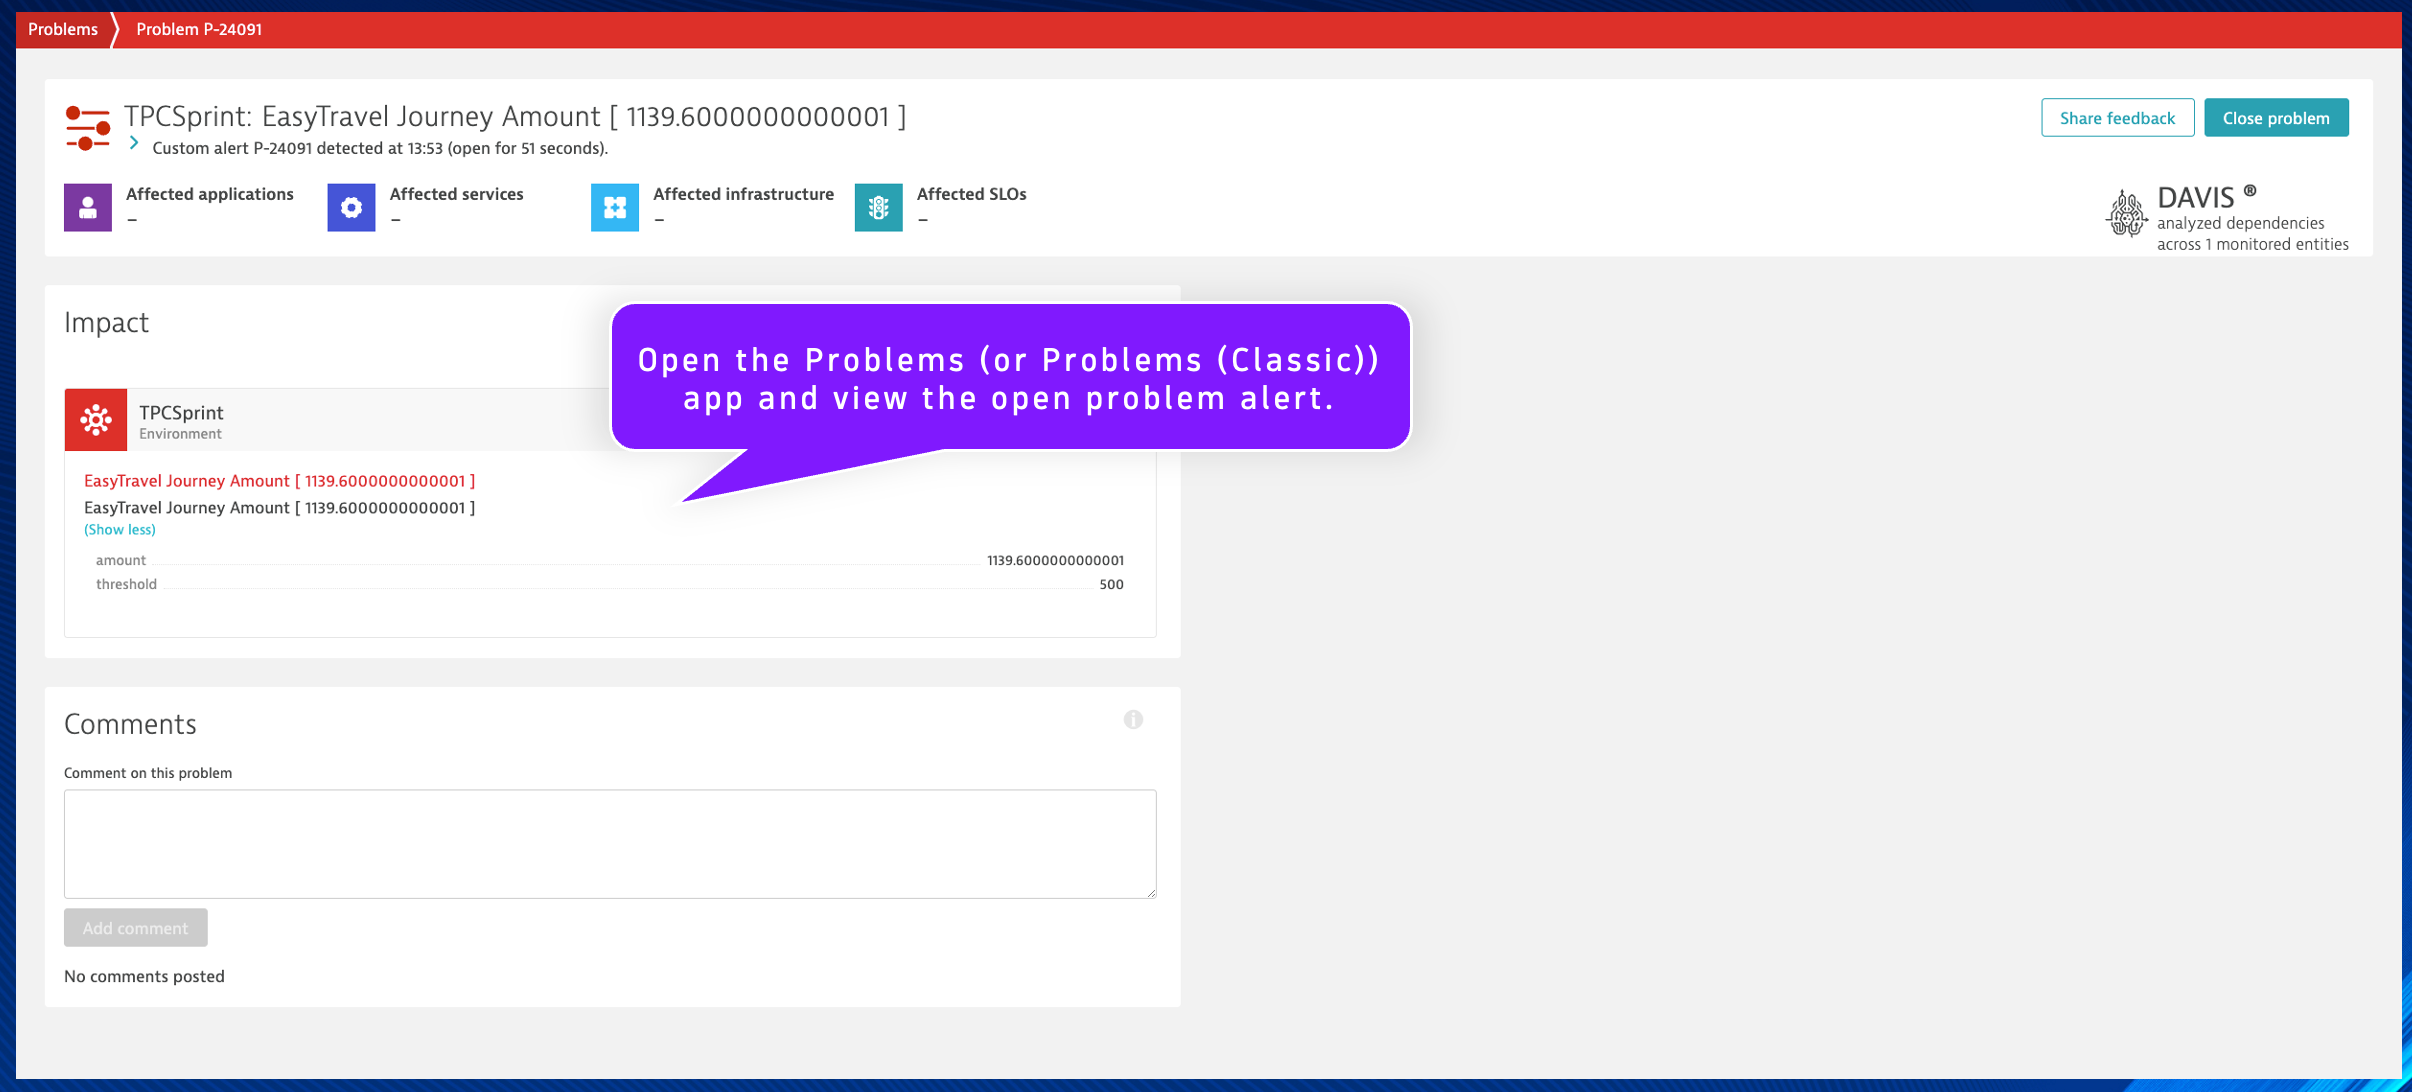 Problems
Problem P-24091
TPCSprint: EasyTravel Journey Amount [ 1139.6000000000001 ]
Custom alert P-24091 detected at 13:53 (open for 51 seconds).
Share feedback
Close problem
Affected applications
–
Affected services
–
Affected infrastructure
–
Affected SLOs
–
DAVIS ®
analyzed dependencies
across 1 monitored entities
Impact
Open the Problems (or Problems (Classic))
app and view the open problem alert.
TPCSprint
Environment
EasyTravel Journey Amount [ 1139.6000000000001 ]
EasyTravel Journey Amount [ 1139.6000000000001 ]
(Show less)
amount 1139.6000000000001
threshold 500
Comments
Comment on this problem
Add comment
No comments posted